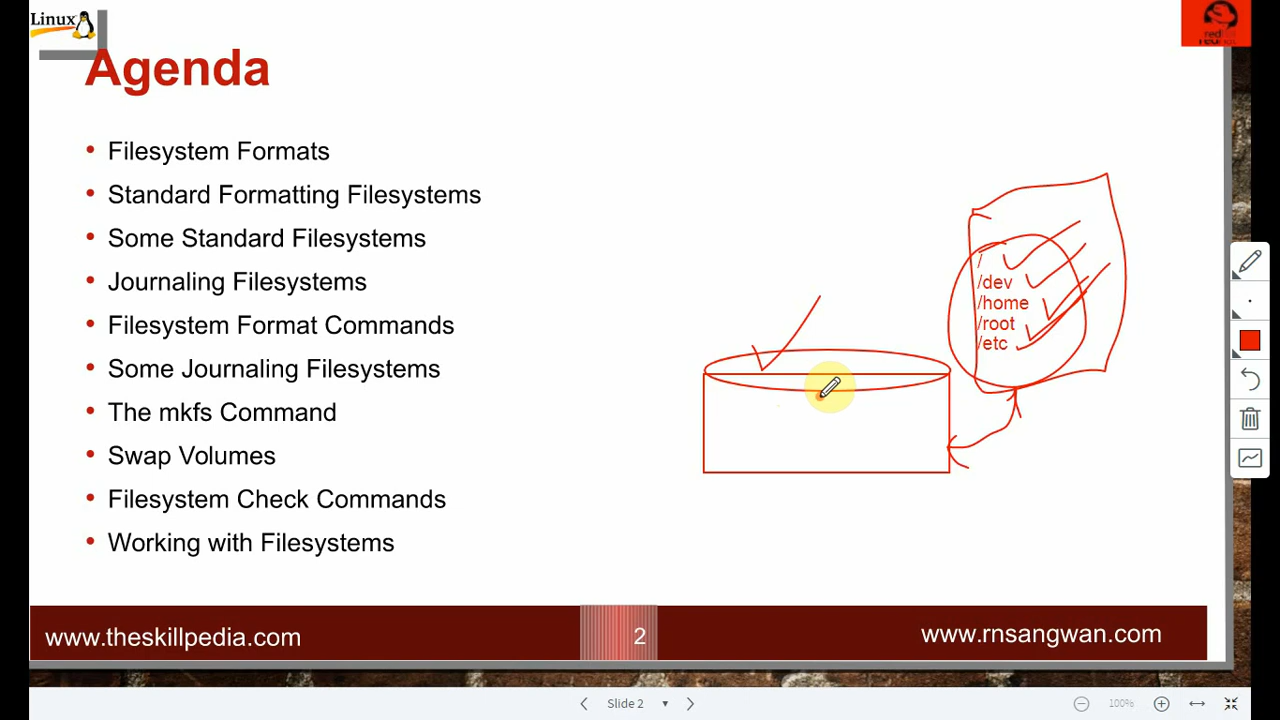 Linux
Agenda
• Filesystem Formats
• Standard Formatting Filesystems
• Some Standard Filesystems
• Journaling Filesystems
• Filesystem Format Commands
• Some Journaling Filesystems
• The mkfs Command
• Swap Volumes
• Filesystem Check Commands
• Working with Filesystems
/
/dev
/home
/root
/etc
www.theskillpedia.com
2
www.rnsangwan.com
Slide 2
100%